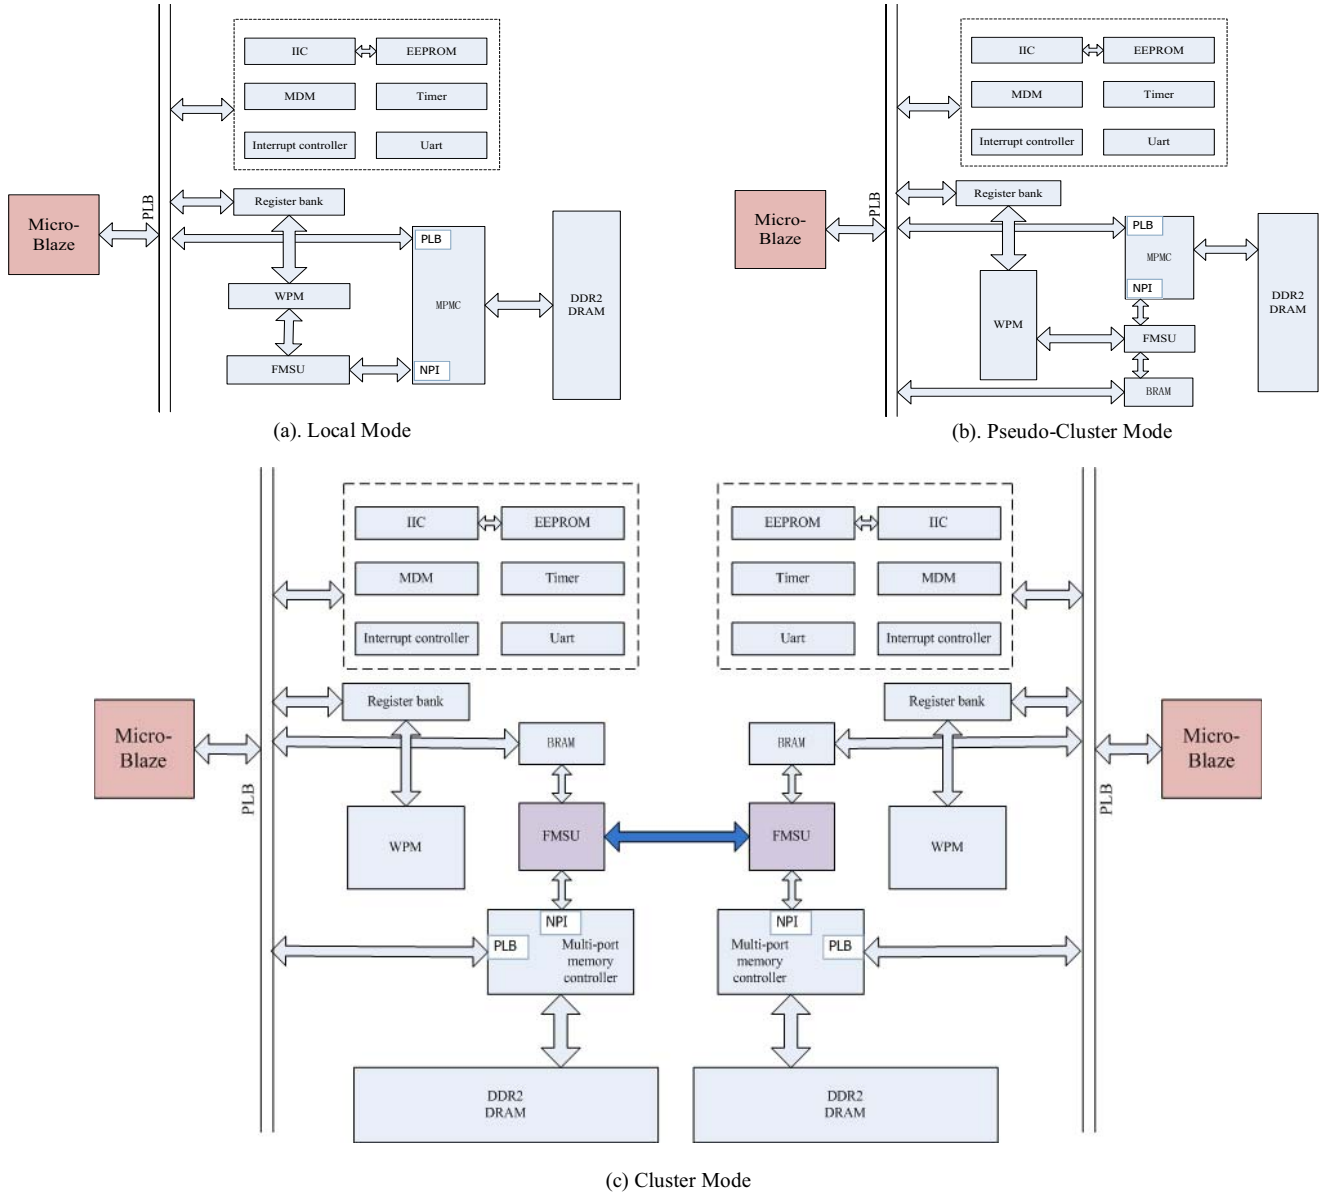 IIC
EEPROM
MDM
Timer
Interrupt controller
Uart
PLB
Register bank
Micro-
Blaze
PLB
WPM
MPMC
DDR2
DRAM
FMSU
NPI
(a). Local Mode
IIC
EEPROM
MDM
Timer
Interrupt controller
Uart
PLB
Register bank
Micro-
Blaze
PLB
MPMC
NPI
WPM
DDR2
DRAM
FMSU
BRAM
(b). Pseudo-Cluster Mode
IIC
EEPROM
MDM
Timer
Interrupt controller
Uart
Register bank
Micro-
Blaze
BRAM
PLB
WPM
FMSU
NPI
PLB
Multi-port
memory
controller
DDR2
DRAM
EEPROM
IIC
Timer
MDM
Uart
Interrupt controller
Register bank
BRAM
Micro-
Blaze
PLB
FMSU
WPM
NPI
Multi-port
memory
controller
PLB
DDR2
DRAM
(c) Cluster Mode